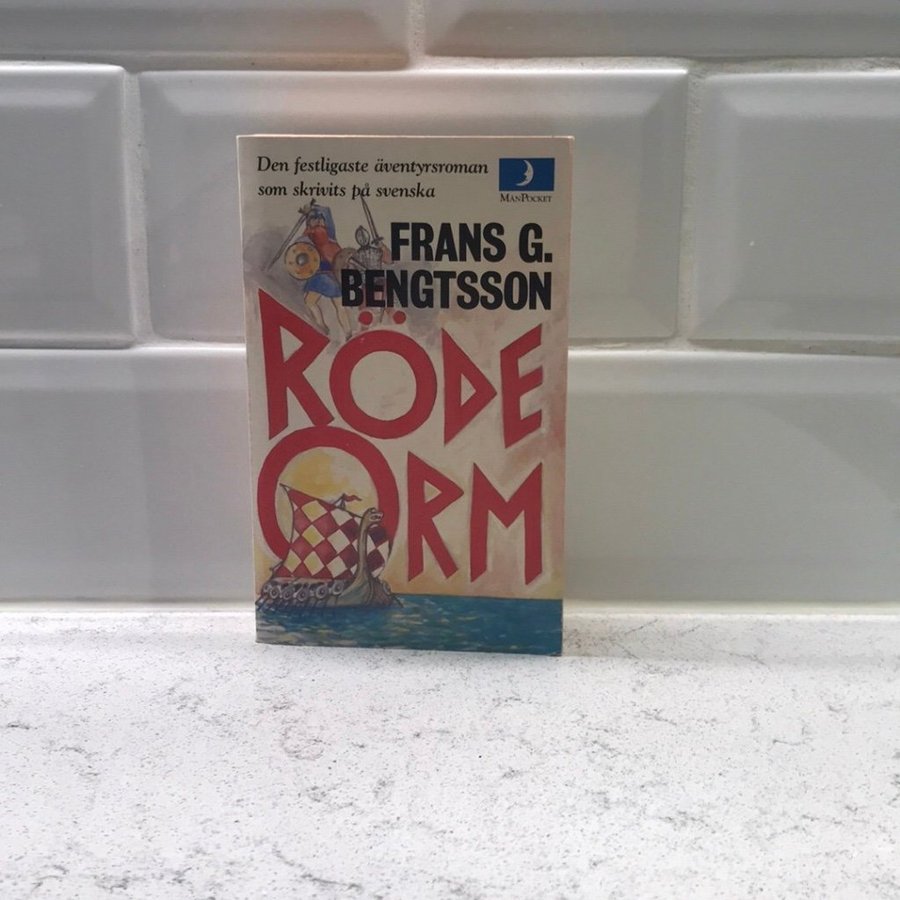 Den festligaste äventyrsroman
som skrivits på svenska
MÅNPOCKET
FRANS G.
BENGTSSON
RÖDE
ORM